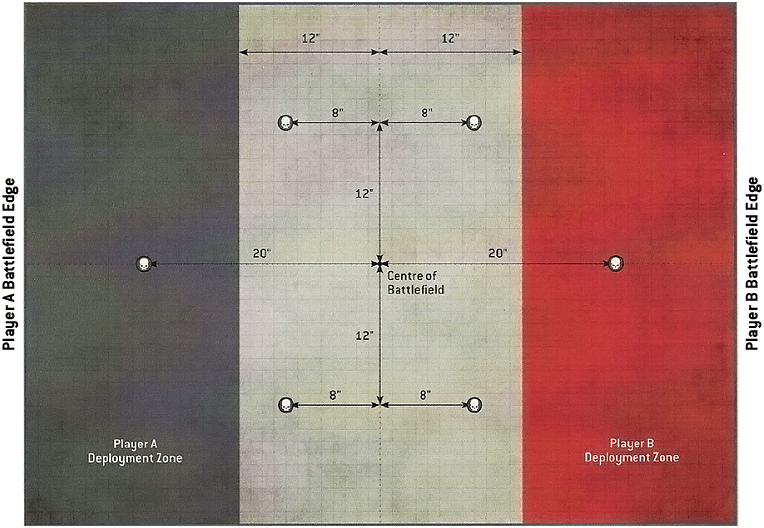 12" 12"
8" 8"
12"
Player A Battlefield Edge
20" 20"
Centre of
Battlefield
Player B Battlefield Edge
12"
8" 8"
Player A
Deployment Zone
Player B
Deployment Zone